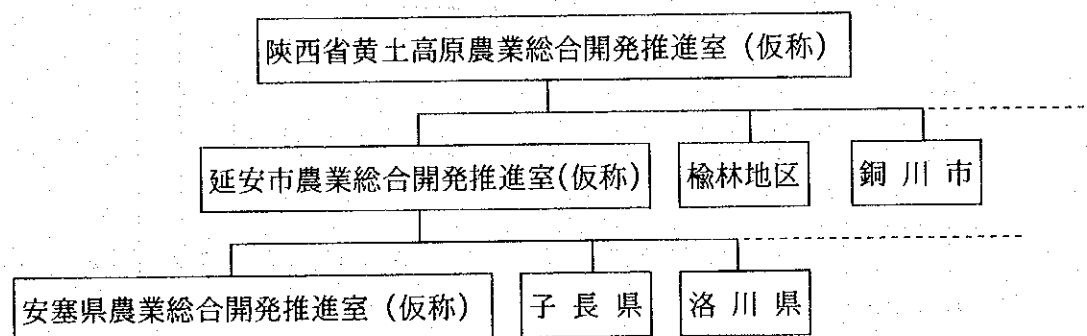 陝西省黄土高原農業総合開発推進室（仮称）
延安市農業総合開発推進室(仮称)
楡林地区
銅川市
安塞県農業総合開発推進室（仮称）
子長県
洛川県